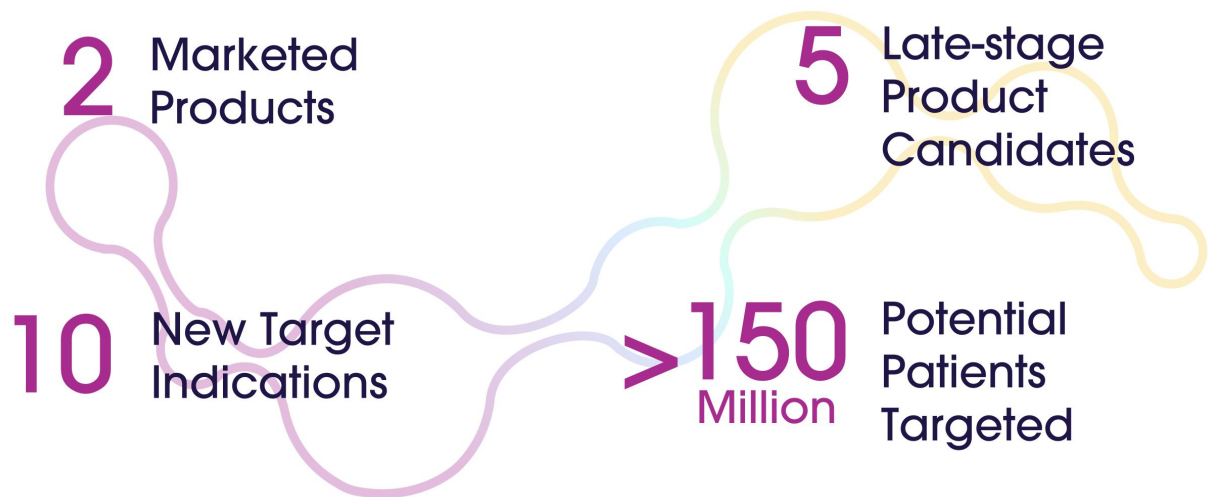 2
Marketed
Products
5
Late-stage
Product
Candidates
10
New Target
Indications
>150
Million
Potential
Patients
Targeted